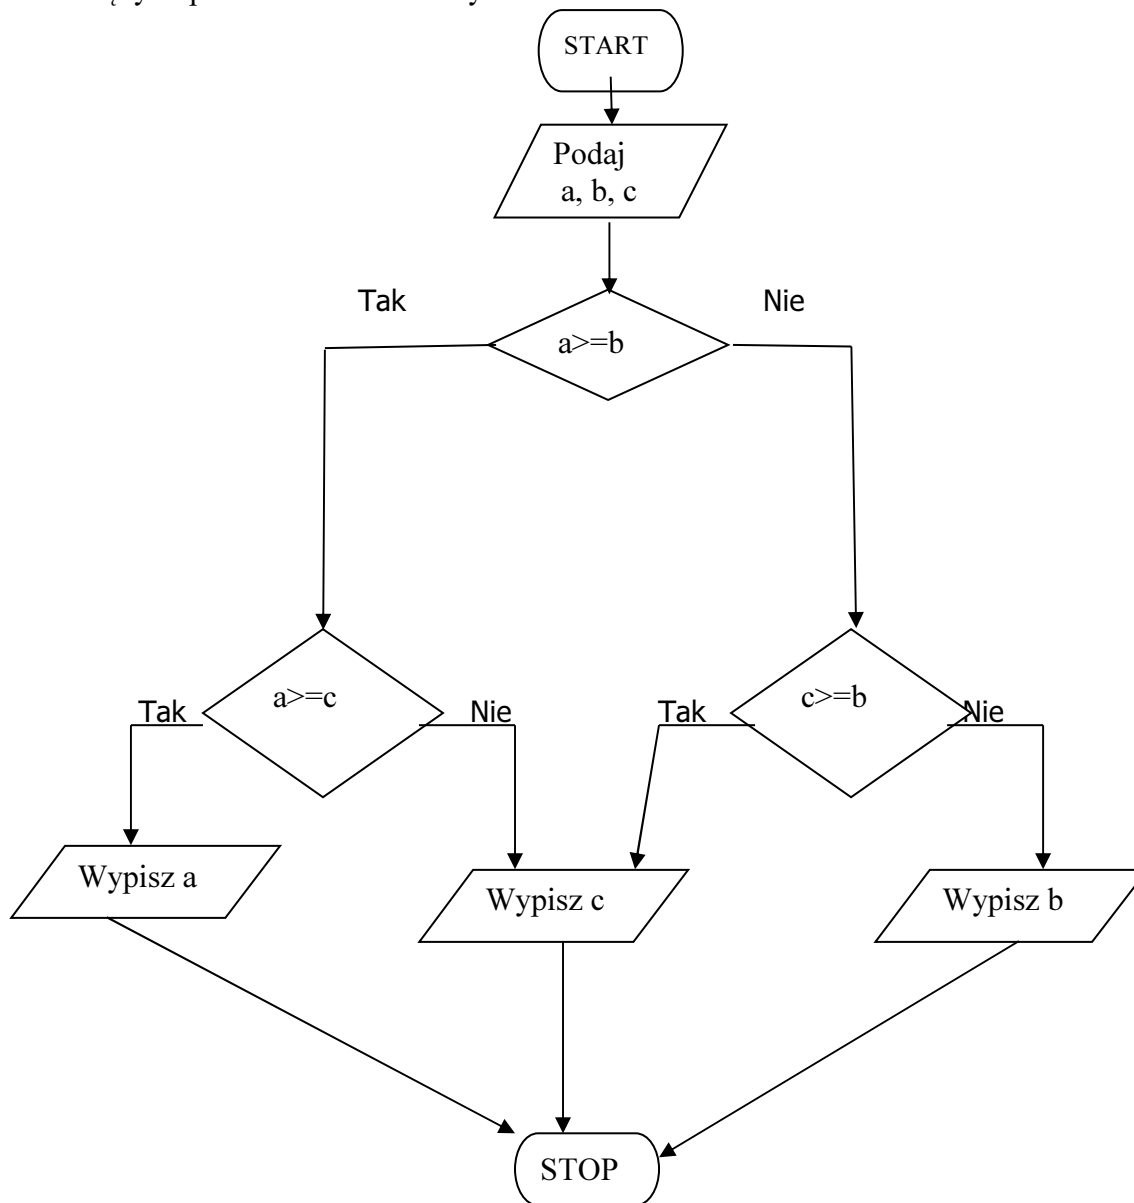 START
Podaj
a, b, c
Tak
Nie
a>=b
a>=c
c>=b
Tak
Nie
Tak
Nie
Wypisz a
Wypisz c
Wypisz b
STOP